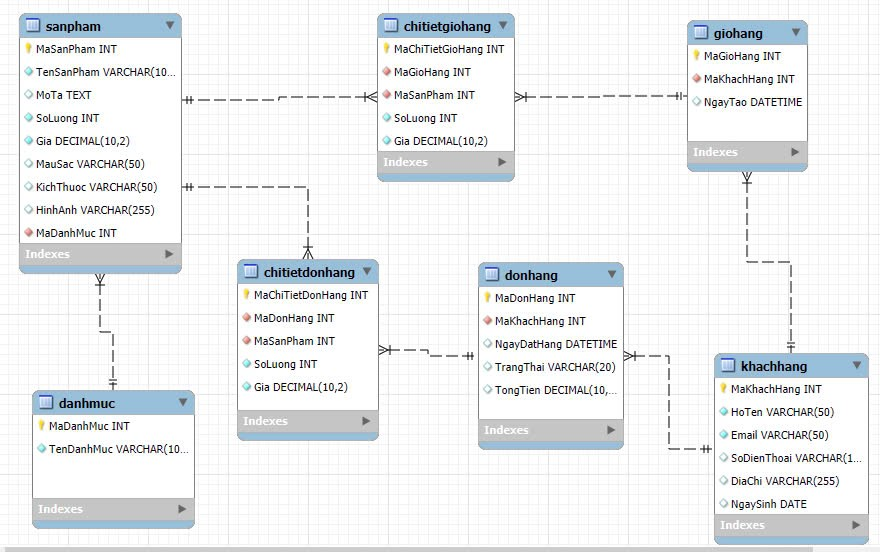 sanpham
MaSanPham INT
TenSanPham VARCHAR(10...
MoTa TEXT
SoLuong INT
Gia DECIMAL(10,2)
MauSac VARCHAR(50)
KichThuoc VARCHAR(50)
HinhAnh VARCHAR(255)
MaDanhMuc INT
Indexes
chitietgiohang
MaChiTietGioHang INT
MaGioHang INT
MaSanPham INT
SoLuong INT
Gia DECIMAL(10,2)
Indexes
giohang
MaGioHang INT
MaKhachHang INT
NgayTao DATETIME
Indexes
chitietdonhang
MaChiTietDonHang INT
MaDonHang INT
MaSanPham INT
SoLuong INT
Gia DECIMAL(10,2)
Indexes
donhang
MaDonHang INT
MaKhachHang INT
NgayDatHang DATETIME
TrangThai VARCHAR(20)
TongTien DECIMAL(10,...
Indexes
khachhang
MaKhachHang INT
HoTen VARCHAR(50)
Email VARCHAR(50)
SoDienThoai VARCHAR(1...
DiaChi VARCHAR(255)
NgaySinh DATE
Indexes
danhmuc
MaDanhMuc INT
TenDanhMuc VARCHAR(10...
Indexes